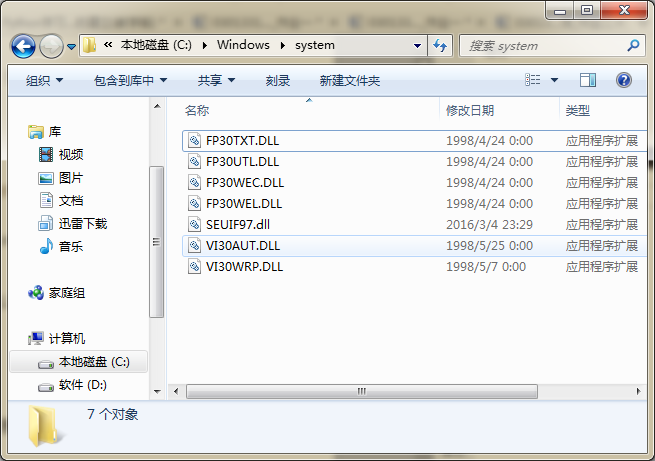 本地磁盘 (C:) Windows system 搜索 system
组织 包含到库中 共享 刻录 新建文件夹
名称 修改日期 类型
库
视频
图片
文档
迅雷下载
音乐
家庭组
计算机
本地磁盘 (C:)
软件 (D:)
FP30TXT.DLL 1998/4/24 0:00 应用程序扩展
FP30UTL.DLL 1998/4/24 0:00 应用程序扩展
FP30WEC.DLL 1998/4/24 0:00 应用程序扩展
FP30WEL.DLL 1998/4/24 0:00 应用程序扩展
SEUIF97.dll 2016/3/4 23:29 应用程序扩展
VI30AUT.DLL 1998/5/25 0:00 应用程序扩展
VI30WRP.DLL 1998/5/7 0:00 应用程序扩展
7 个对象